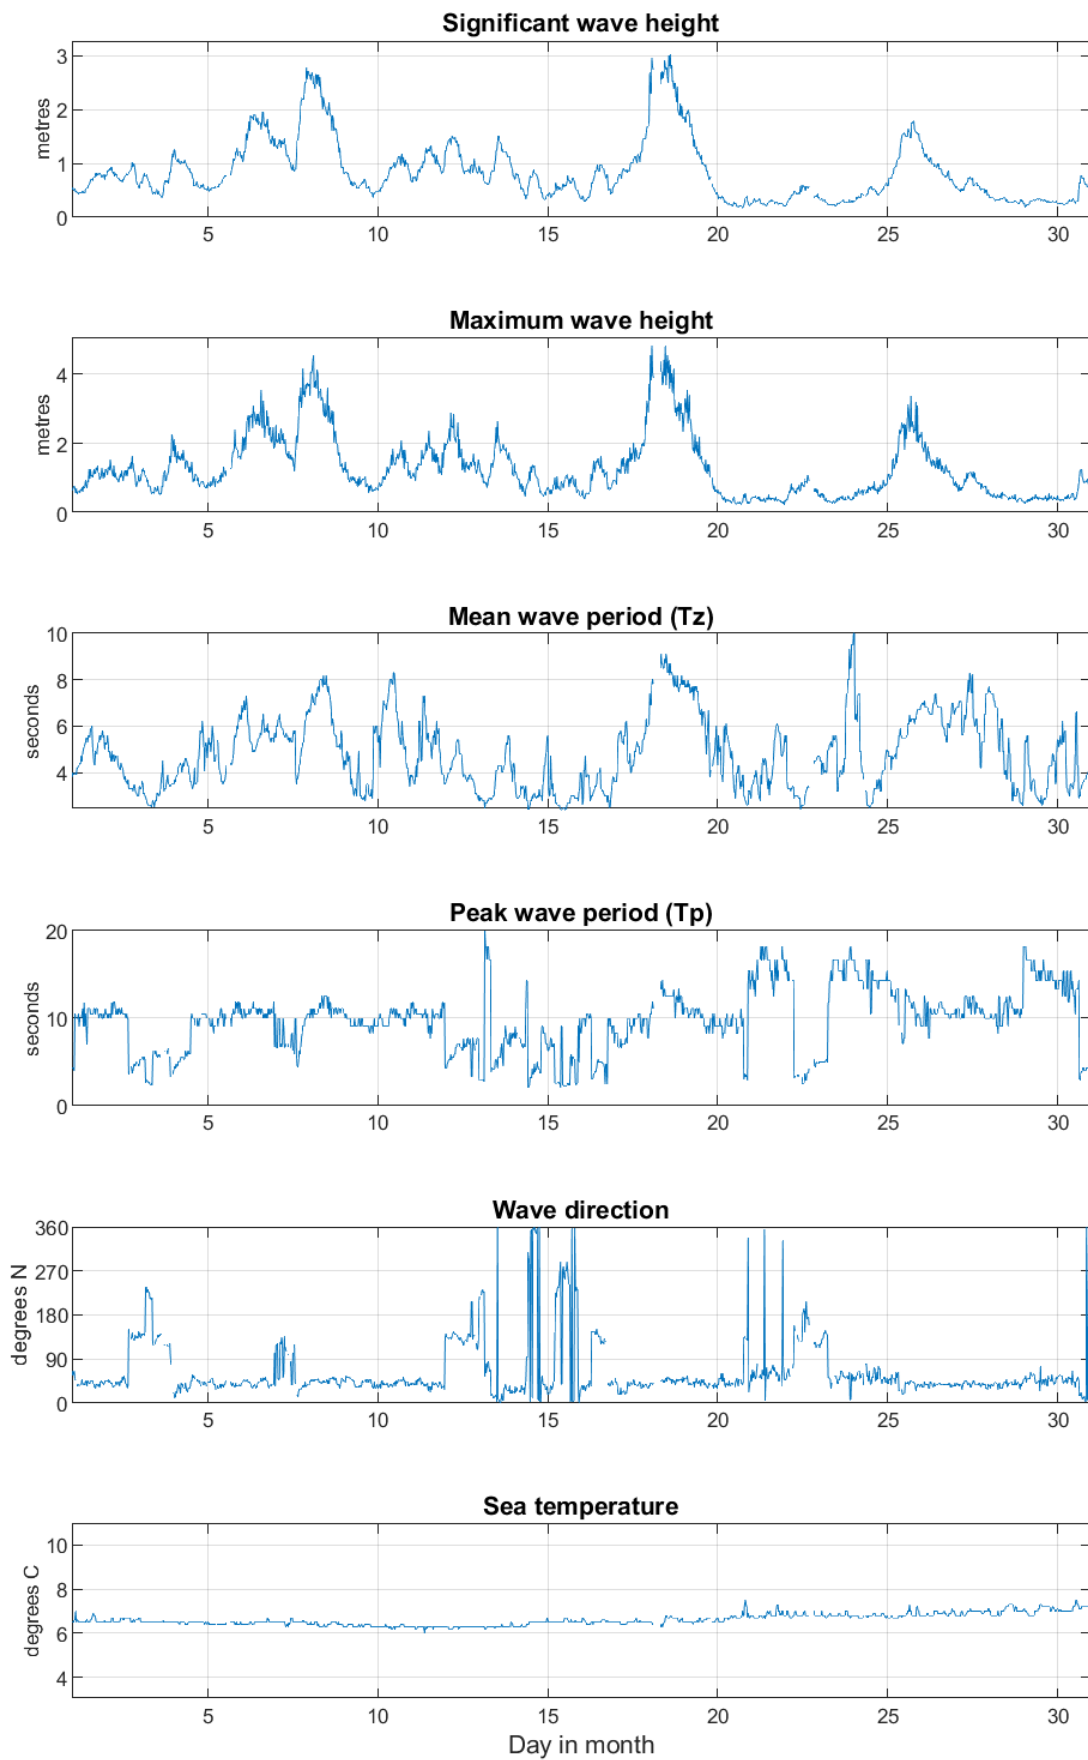 Significant wave height
3
2
1
0
metres
5 10 15 20 25 30
Maximum wave height
4
2
0
metres
5 10 15 20 25 30
Mean wave period (Tz)
10
8
6
4
seconds
5 10 15 20 25 30
Peak wave period (Tp)
20
10
0
seconds
5 10 15 20 25 30
Wave direction
360
270
180
90
0
degrees N
5 10 15 20 25 30
Sea temperature
10
8
6
4
degrees C
5 10 15 20 25 30
Day in month